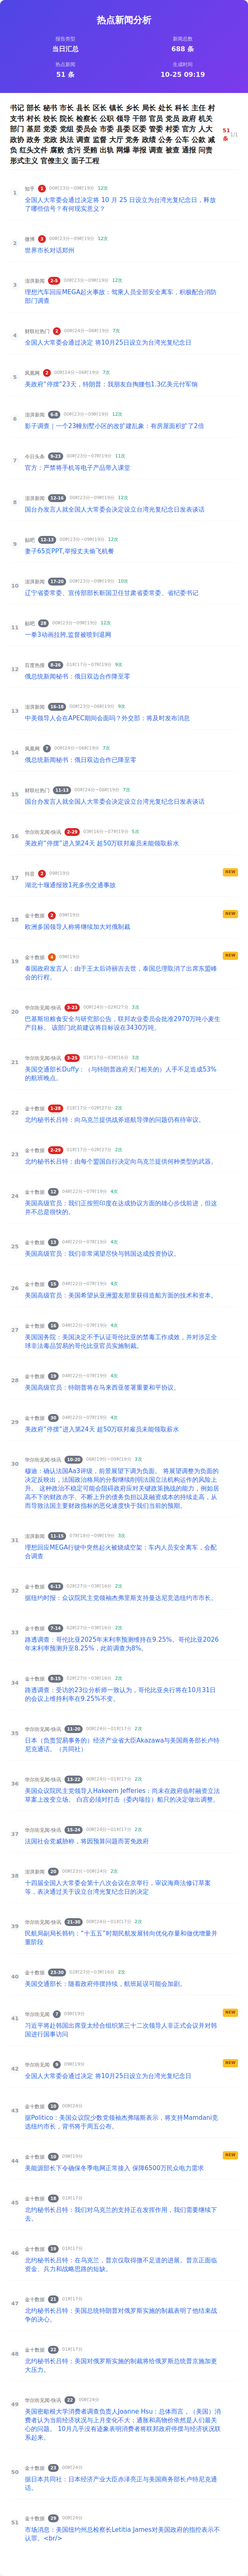 热点新闻分析
报告类型
当日汇总
新闻总数
688 条
热点新闻
51 条
生成时间
10-25 09:19
书记 部长 秘书 市长 县长 区长 镇长 乡长 局长 处长 科长 主任 村
支书 村长 校长 院长 检察长 公职 领导 干部 官员 党员 政府 机关
部门 基层 党委 党组 委员会 市委 县委 区委 管委 村委 官方 人大
政协 政务 党政 执法 调查 监管 大厅 党务 政绩 公务 公车 公款 减
负 红头文件 腐败 贪污 受贿 出轨 网爆 举报 调查 被查 通报 问责
形式主义 官僚主义 面子工程
51
条
1/1
1
知乎 1 00时23分~09时19分 12次
全国人大常委会通过决定将 10 月 25 日设立为台湾光复纪念日，释放
了哪些信号？有何现实意义？
2
微博 2 00时23分~09时19分 12次
世界市长对话郑州
3
澎湃新闻 2-5 00时23分~09时19分 12次
理想汽车回应MEGA起火事故：驾乘人员全部安全离车，积极配合消防
部门调查
4
财联社热门 2 00时24分~06时19分 7次
全国人大常委会通过决定 将10月25日设立为台湾光复纪念日
5
凤凰网 2 00时24分~06时19分 7次
美政府“停摆”23天，特朗普：我朋友自掏腰包1.3亿美元付军饷
6
澎湃新闻 6-8 00时23分~09时19分 12次
影子调查｜一个23幢别墅小区的改扩建乱象：有房屋面积扩了2倍
7
今日头条 9-23 00时23分~07时19分 11次
官方：严禁将手机等电子产品带入课堂
8
澎湃新闻 12-16 00时23分~09时19分 12次
国台办发言人就全国人大常委会决定设立台湾光复纪念日发表谈话
9
贴吧 12-13 00时23分~09时19分 12次
妻子65页PPT,举报丈夫偷飞机餐
10
澎湃新闻 17-20 00时23分~09时19分 10次
辽宁省委常委、宣传部部长靳国卫任甘肃省委常委、省纪委书记
11
贴吧 28 00时23分~09时19分 12次
一拳3动画拉跨,监督被喷到退网
12
百度热搜 8-26 01时17分~07时19分 9次
俄总统新闻秘书：俄日双边合作降至零
13
澎湃新闻 16-18 00时23分~06时19分 9次
中美领导人会在APEC期间会面吗？外交部：将及时发布消息
14
凤凰网 7 00时24分~06时19分 7次
俄总统新闻秘书：俄日双边合作已降至零
15
财联社热门 11-13 00时24分~06时19分 7次
国台办发言人就全国人大常委会决定设立台湾光复纪念日发表谈话
16
华尔街见闻-快讯 2-29 03时16分~07时19分 5次
美政府“停摆”进入第24天 超50万联邦雇员未能领取薪水
17
抖音 2 09时19分
NEW
湖北十堰通报致1死多伤交通事故
18
金十数据 2 09时19分
NEW
欧洲多国领导人称将继续加大对俄制裁
19
金十数据 4 09时19分
NEW
泰国政府发言人：由于王太后诗丽吉去世，泰国总理取消了出席东盟峰
会的行程。
20
华尔街见闻-快讯 3-23 00时24分~02时27分 3次
巴基斯坦粮食安全与研究部公告，联邦农业委员会批准2970万吨小麦生
产目标。 该部门此前建议将目标设在3430万吨。
21
华尔街见闻-快讯 3-25 01时17分~03时16分 3次
美国交通部长Duffy：（与特朗普政府关门相关的）人手不足造成53%
的航班晚点。
22
金十数据 1-28 01时17分~02时27分 2次
北约秘书长吕特：向乌克兰提供战斧巡航导弹的问题仍有待审议。
23
金十数据 2-29 01时17分~02时27分 2次
北约秘书长吕特：由每个盟国自行决定向乌克兰提供何种类型的武器。
24
金十数据 12 04时22分~07时19分 4次
美国高级官员：我们正按照印度在达成协议方面的雄心步伐前进，但这
并不总是很快的。
25
金十数据 13 04时22分~07时19分 4次
美国高级官员：我们非常渴望尽快与韩国达成投资协议。
26
金十数据 15 04时22分~07时19分 4次
美国高级官员：美国希望从亚洲盟友那里获得造船方面的技术和资本。
27
金十数据 16 04时22分~07时19分 4次
美国国务院：美国决定不予认证哥伦比亚的禁毒工作成效，并对涉足全
球非法毒品贸易的哥伦比亚官员实施制裁。
28
金十数据 19 04时22分~07时19分 4次
美国高级官员：特朗普将在马来西亚签署重要和平协议。
29
金十数据 30 04时22分~07时19分 4次
美政府“停摆”进入第24天 超50万联邦雇员未能领取薪水
30
华尔街见闻-快讯 10-20 06时19分~09时19分 3次
穆迪：确认法国Aa3评级，前景展望下调为负面。 将展望调整为负面的
决定反映出，法国政治格局的分裂继续削弱法国立法机构运作的风险上
升。 这种政治不稳定可能会阻碍政府应对关键政策挑战的能力，例如居
高不下的财政赤字、不断上升的债务负担以及融资成本的持续走高，从
而导致法国主要财政指标的恶化速度快于我们当前的预期。
31
澎湃新闻 11-15 07时19分~09时19分 3次
理想回应MEGA行驶中突然起火被烧成空架：车内人员安全离车，会配
合调查
32
金十数据 6-13 02时27分~03时16分 2次
据纽约时报：众议院民主党领袖杰弗里斯支持曼达尼竞选纽约市市长。
33
金十数据 7-14 02时27分~03时16分 2次
路透调查：哥伦比亚2025年末利率预测维持在9.25%。哥伦比亚2026
年末利率预测升至8.25%，此前调查为8%。
34
金十数据 8-15 02时27分~03时16分 2次
路透调查：受访的23位分析师一致认为，哥伦比亚央行将在10月31日
的会议上维持利率在9.25%不变。
35
华尔街见闻-快讯 11-20 00时24分~01时17分 2次
日本（负责贸易事务的）经济产业省大臣Akazawa与美国商务部长卢特
尼克通话。（共同社）
36
华尔街见闻-快讯 13-32 00时24分~01时17分 2次
美国众议院民主党领导人Hakeem Jefferies：尚未在政府临时融资立法
草案上改变立场。 白宫必须对打击（委内瑞拉）船只的决定做出调整。
37
华尔街见闻-快讯 15-24 00时24分~01时17分 2次
法国社会党威胁称，将因预算问题而罢免政府
38
澎湃新闻 20 00时23分~00时24分 2次
十四届全国人大常委会第十八次会议在京举行，审议海商法修订草案
等，表决通过关于设立台湾光复纪念日的决定
39
华尔街见闻-快讯 21-30 00时24分~01时17分 2次
民航局副局长韩钧：“十五五”时期民航发展转向优化存量和做优增量并
重阶段
40
金十数据 23-30 02时27分~03时16分 2次
美国交通部长：随着政府停摆持续，航班延误可能会加剧。
41
华尔街见闻 7 09时19分
NEW
习近平将赴韩国出席亚太经合组织第三十二次领导人非正式会议并对韩
国进行国事访问
42
华尔街见闻 9 09时19分
NEW
全国人大常委会通过决定 将10月25日设立为台湾光复纪念日
43
金十数据 10 00时24分
据Politico：美国众议院少数党领袖杰弗瑞斯表示，将支持Mamdani竞
选纽约市长，背书将于周五公布。
44
金十数据 10 09时19分
NEW
美能源部长下令确保冬季电网正常接入 保障6500万民众电力需求
45
金十数据 18 01时17分
北约秘书长吕特：我们对乌克兰的支持正在发挥作用，我们需要继续下
去。
46
金十数据 19 01时17分
北约秘书长吕特：在乌克兰，普京仅取得微不足道的进展。普京正面临
资金、兵力和战略思路的短缺。
47
金十数据 21 01时17分
北约秘书长吕特：美国总统特朗普对俄罗斯实施的制裁表明了他结束战
争的决心。
48
金十数据 22 01时17分
北约秘书长吕特：美国对俄罗斯实施的制裁将给俄罗斯总统普京施加更
大压力。
49
华尔街见闻-快讯 22 00时24分
美国密歇根大学消费者调查负责人Joanne Hsu：总体而言，（美国）消
费者认为当前经济状况与上月变化不大；通胀和高物价依然是人们最关
心的问题。 10月几乎没有迹象表明消费者将联邦政府停摆与经济状况联
系起来。
50
金十数据 23 00时24分
据日本共同社：日本经济产业大臣赤泽亮正与美国商务部长卢特尼克通
话。
51
金十数据 29 00时24分
市场消息：美国纽约州总检察长Letitia James对美国政府的指控表示不
认罪。<br/>